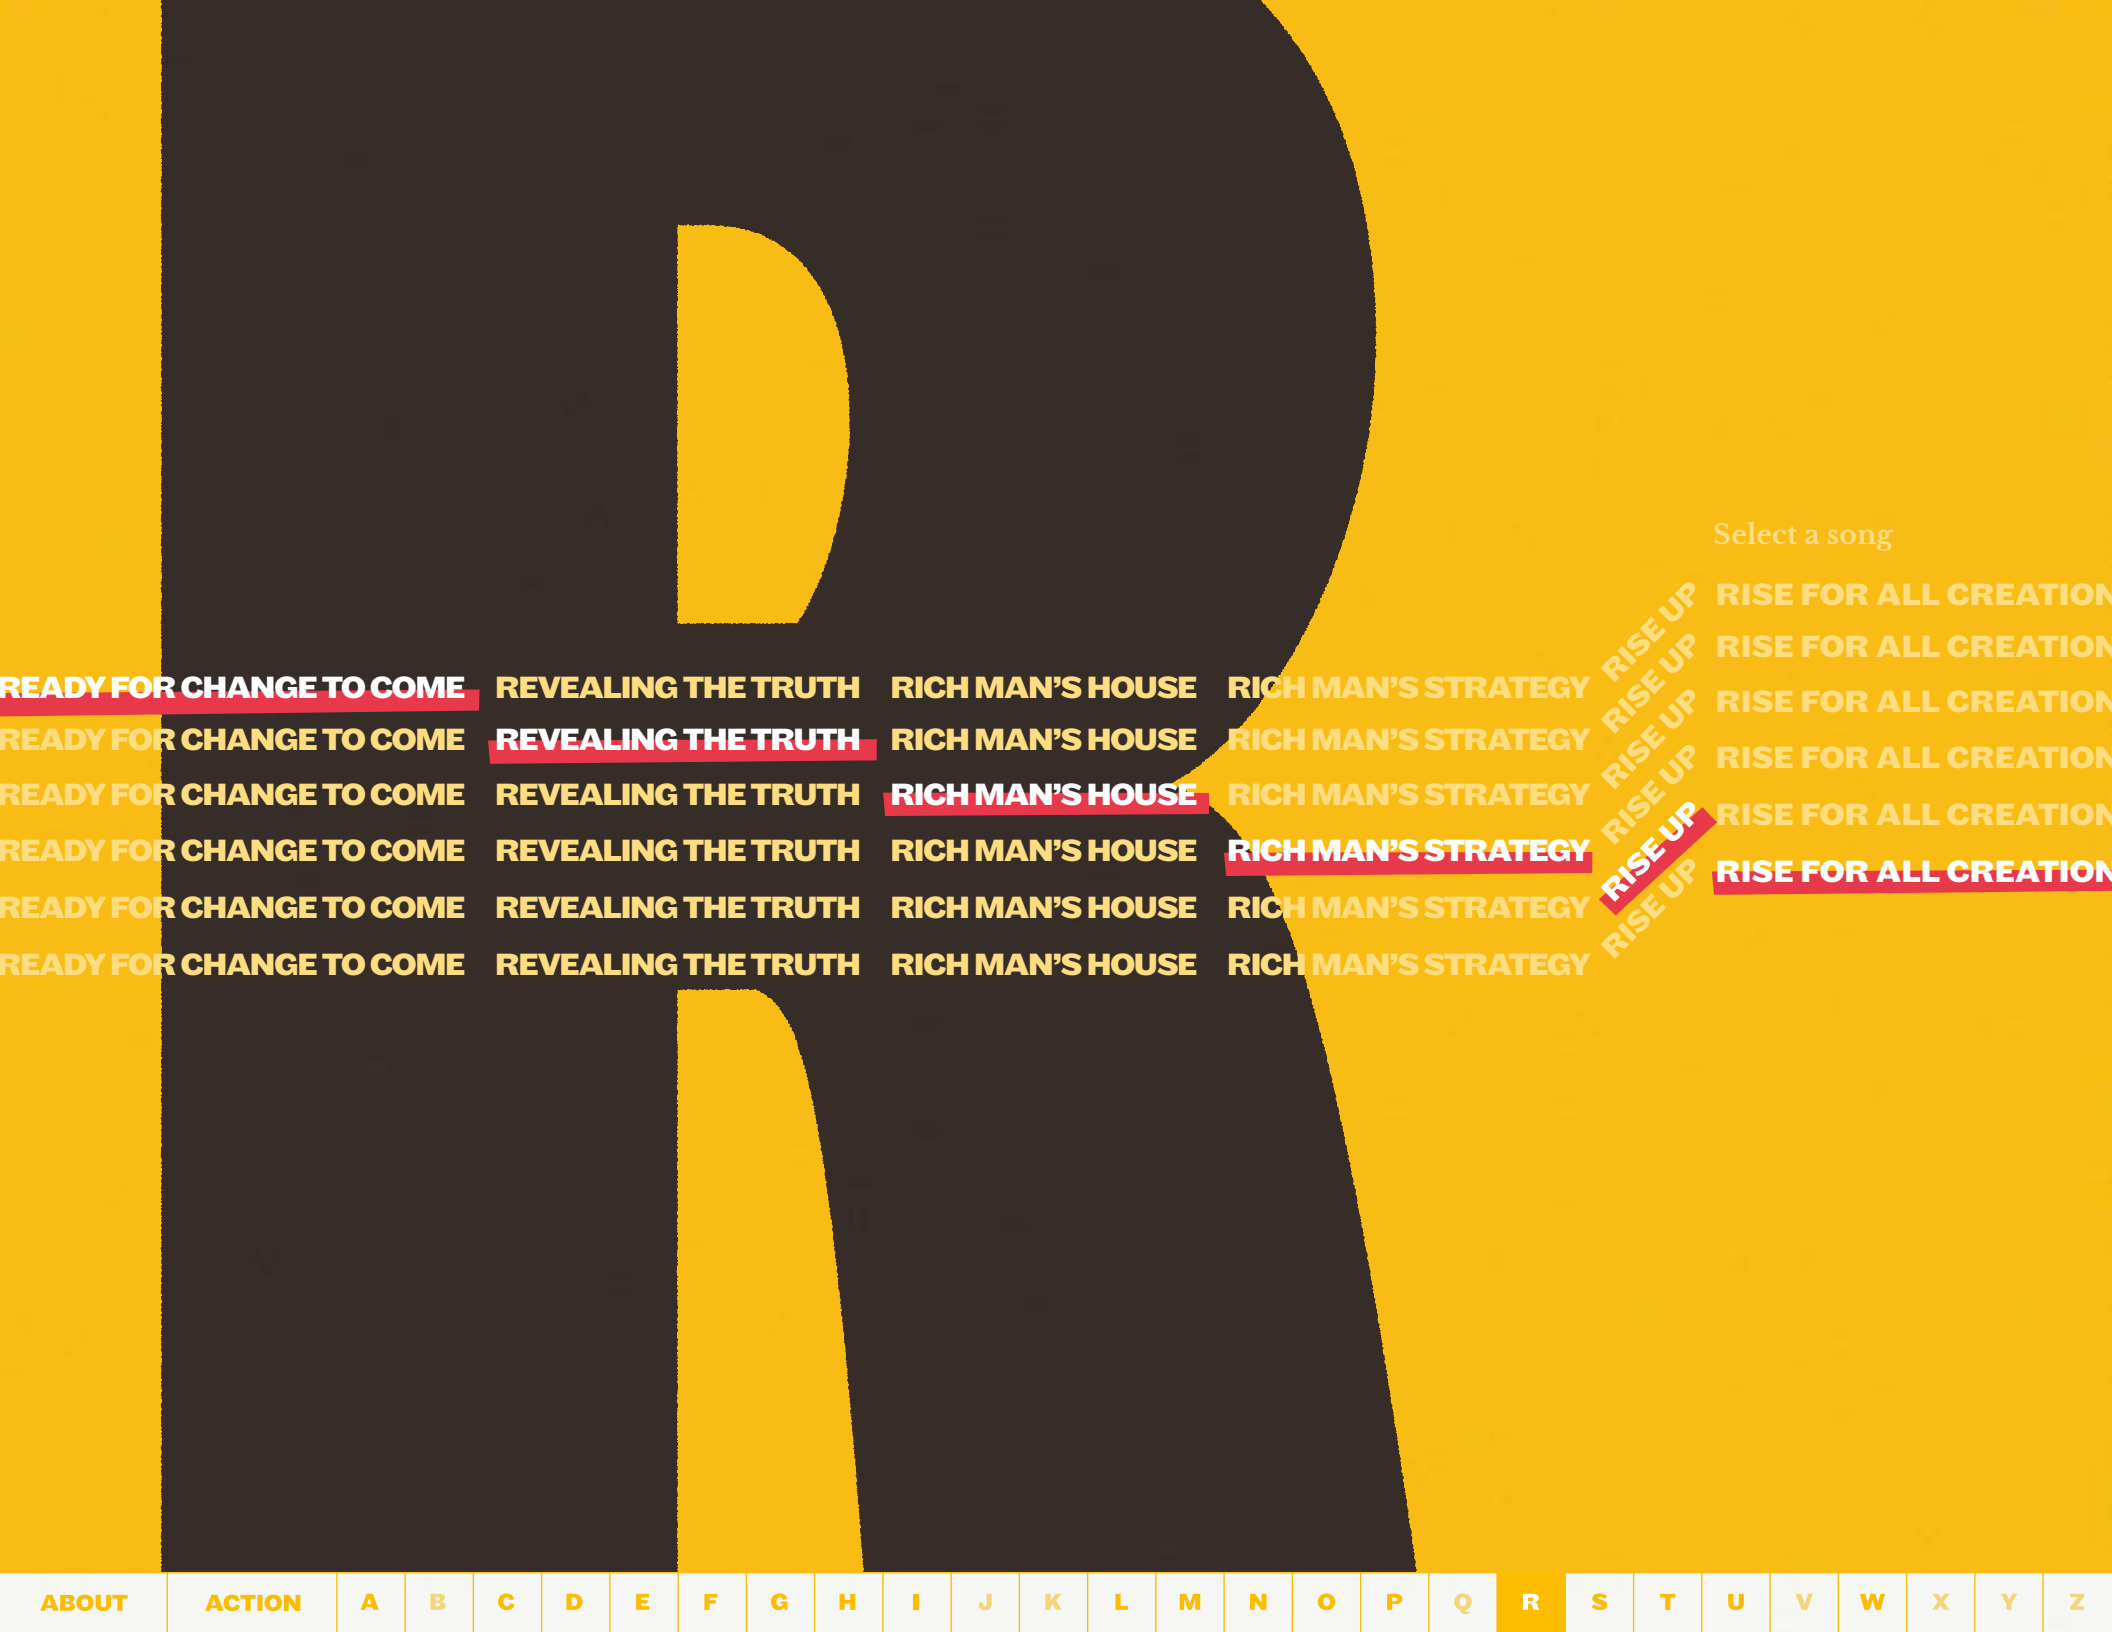 R
Select a song
READY FOR CHANGE TO COME REVEALING THE TRUTH RICH MAN’S HOUSE RICH MAN’S STRATEGY RISE UP RISE FOR ALL CREATION
READY FOR CHANGE TO COME REVEALING THE TRUTH RICH MAN’S HOUSE RICH MAN’S STRATEGY RISE UP RISE FOR ALL CREATION
READY FOR CHANGE TO COME REVEALING THE TRUTH RICH MAN’S HOUSE RICH MAN’S STRATEGY RISE UP RISE FOR ALL CREATION
READY FOR CHANGE TO COME REVEALING THE TRUTH RICH MAN’S HOUSE RICH MAN’S STRATEGY RISE UP RISE FOR ALL CREATION
READY FOR CHANGE TO COME REVEALING THE TRUTH RICH MAN’S HOUSE RICH MAN’S STRATEGY RISE UP RISE FOR ALL CREATION
READY FOR CHANGE TO COME REVEALING THE TRUTH RICH MAN’S HOUSE RICH MAN’S STRATEGY RISE UP RISE FOR ALL CREATION
ABOUT ACTION A B C D E F G H I J K L M N O P Q R S T U V W X Y Z